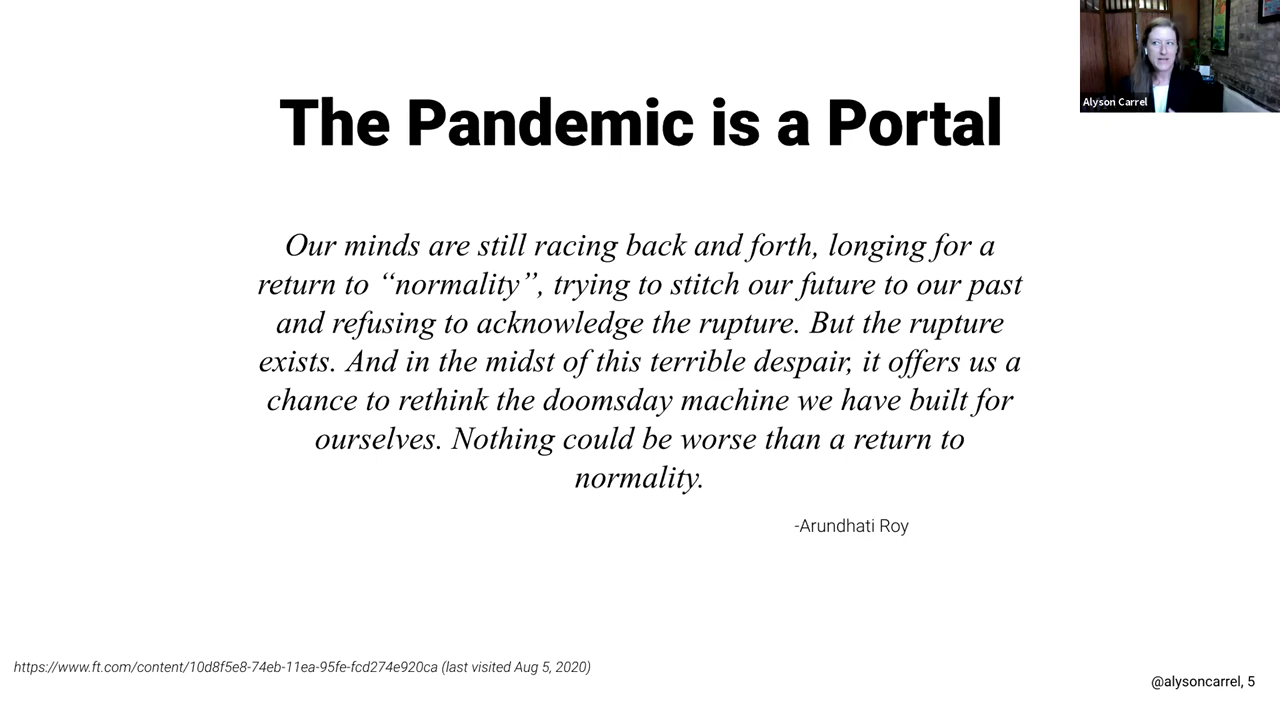 Alyson Carrel
The Pandemic is a Portal
Our minds are still racing back and forth, longing for a
return to “normality”, trying to stitch our future to our past
and refusing to acknowledge the rupture. But the rupture
exists. And in the midst of this terrible despair, it offers us a
chance to rethink the doomsday machine we have built for
ourselves. Nothing could be worse than a return to
normality.
-Arundhati Roy
https://www.ft.com/content/10d8f5e8-74eb-11ea-95fe-fcd274e920ca (last visited Aug 5, 2020)
@alysoncarrel, 5